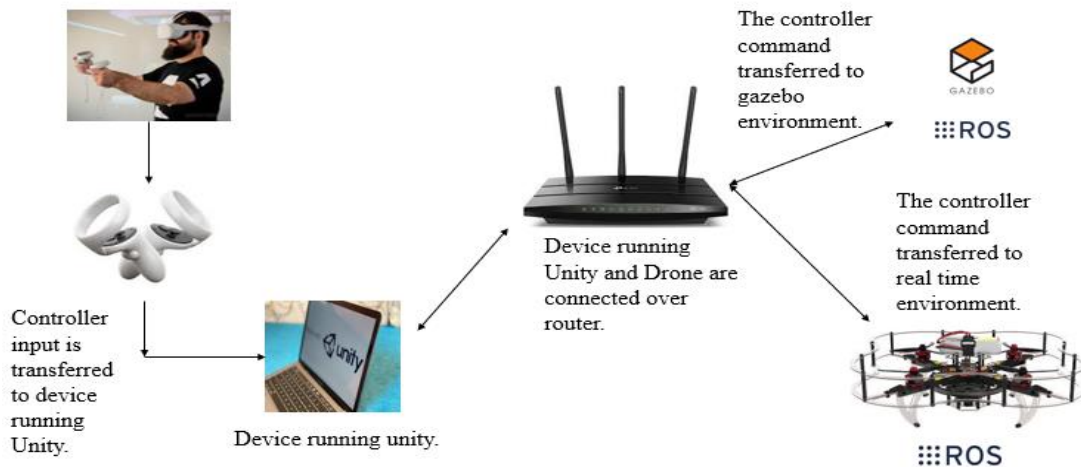 The controller
command
transferred to
gazebo
environment.
GAZEBO
ROS
The controller
command
transferred to
real time
environment.
Device running
Unity and Drone are
connected over
router.
Controller
input is
transferred
to device
running
Unity.
unity
Device running unity.
ROS